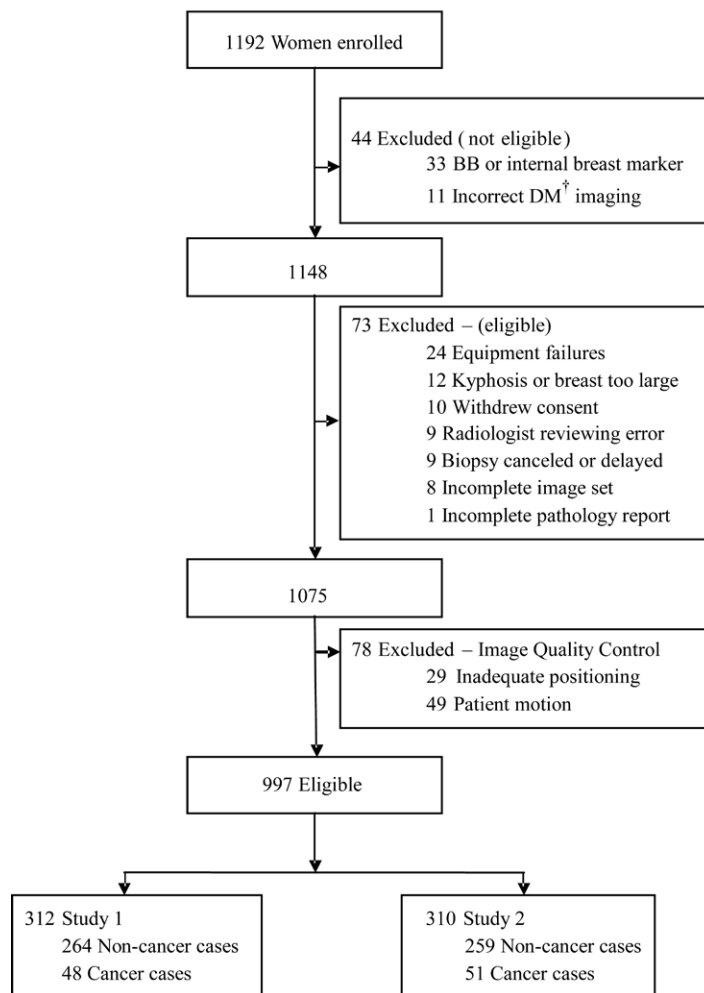 1192 Women enrolled
44 Excluded ( not eligible)
33 BB or internal breast marker
11 Incorrect DM† imaging
1148
73 Excluded – (eligible)
24 Equipment failures
12 Kyphosis or breast too large
10 Withdrew consent
9 Radiologist reviewing error
9 Biopsy canceled or delayed
8 Incomplete image set
1 Incomplete pathology report
1075
78 Excluded – Image Quality Control
29 Inadequate positioning
49 Patient motion
997 Eligible
312 Study 1
264 Non-cancer cases
48 Cancer cases
310 Study 2
259 Non-cancer cases
51 Cancer cases